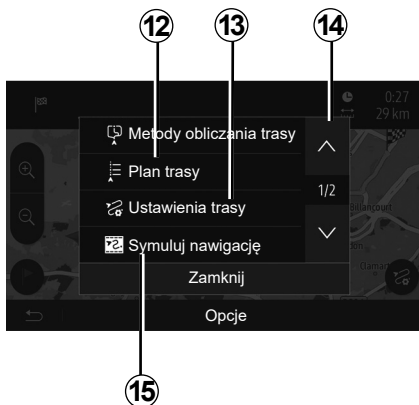 12 13 14
0:27
29 km
Metody obliczania trasy
Plan trasy
1/2
Ustawienia trasy
Billancourt
Symuluj nawigację
Zamknij
Opcje
15